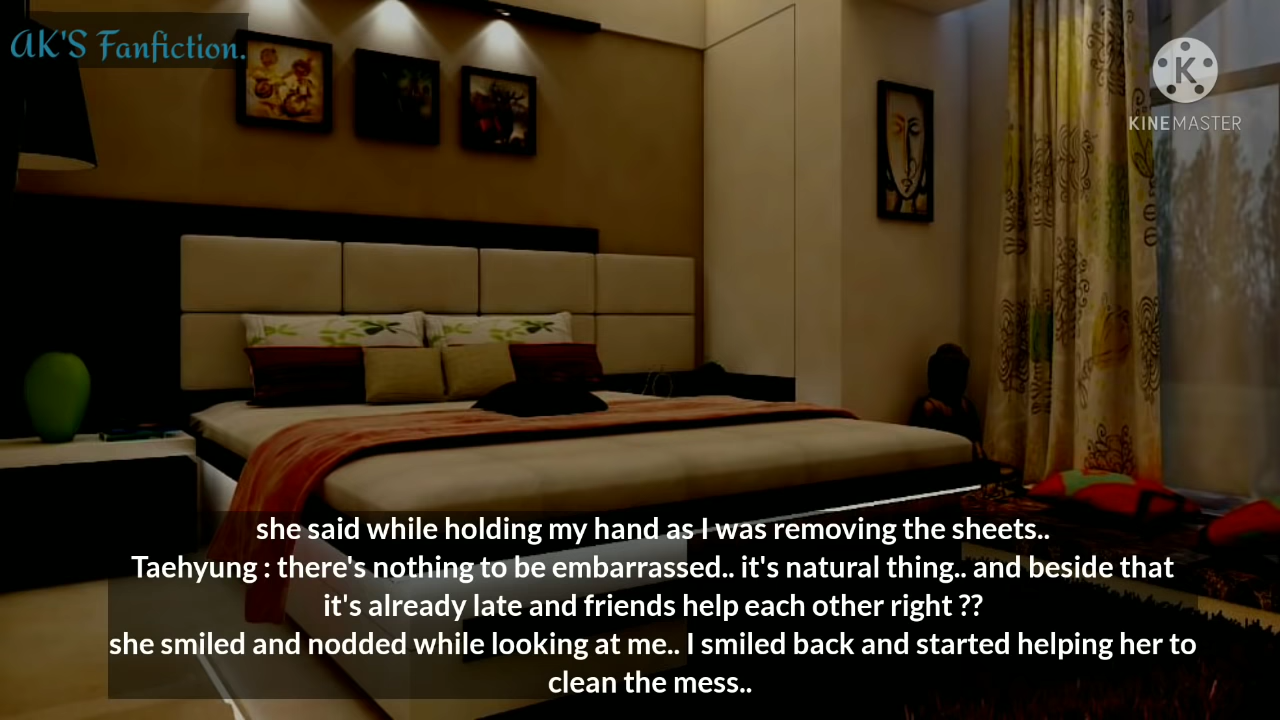 AK'S Fanfiction.
K
KINEMASTER
she said while holding my hand as I was removing the sheets..
Taehyung : there's nothing to be embarrassed.. it's natural thing.. and beside that
it's already late and friends help each other right ??
she smiled and nodded while looking at me.. I smiled back and started helping her to
clean the mess..